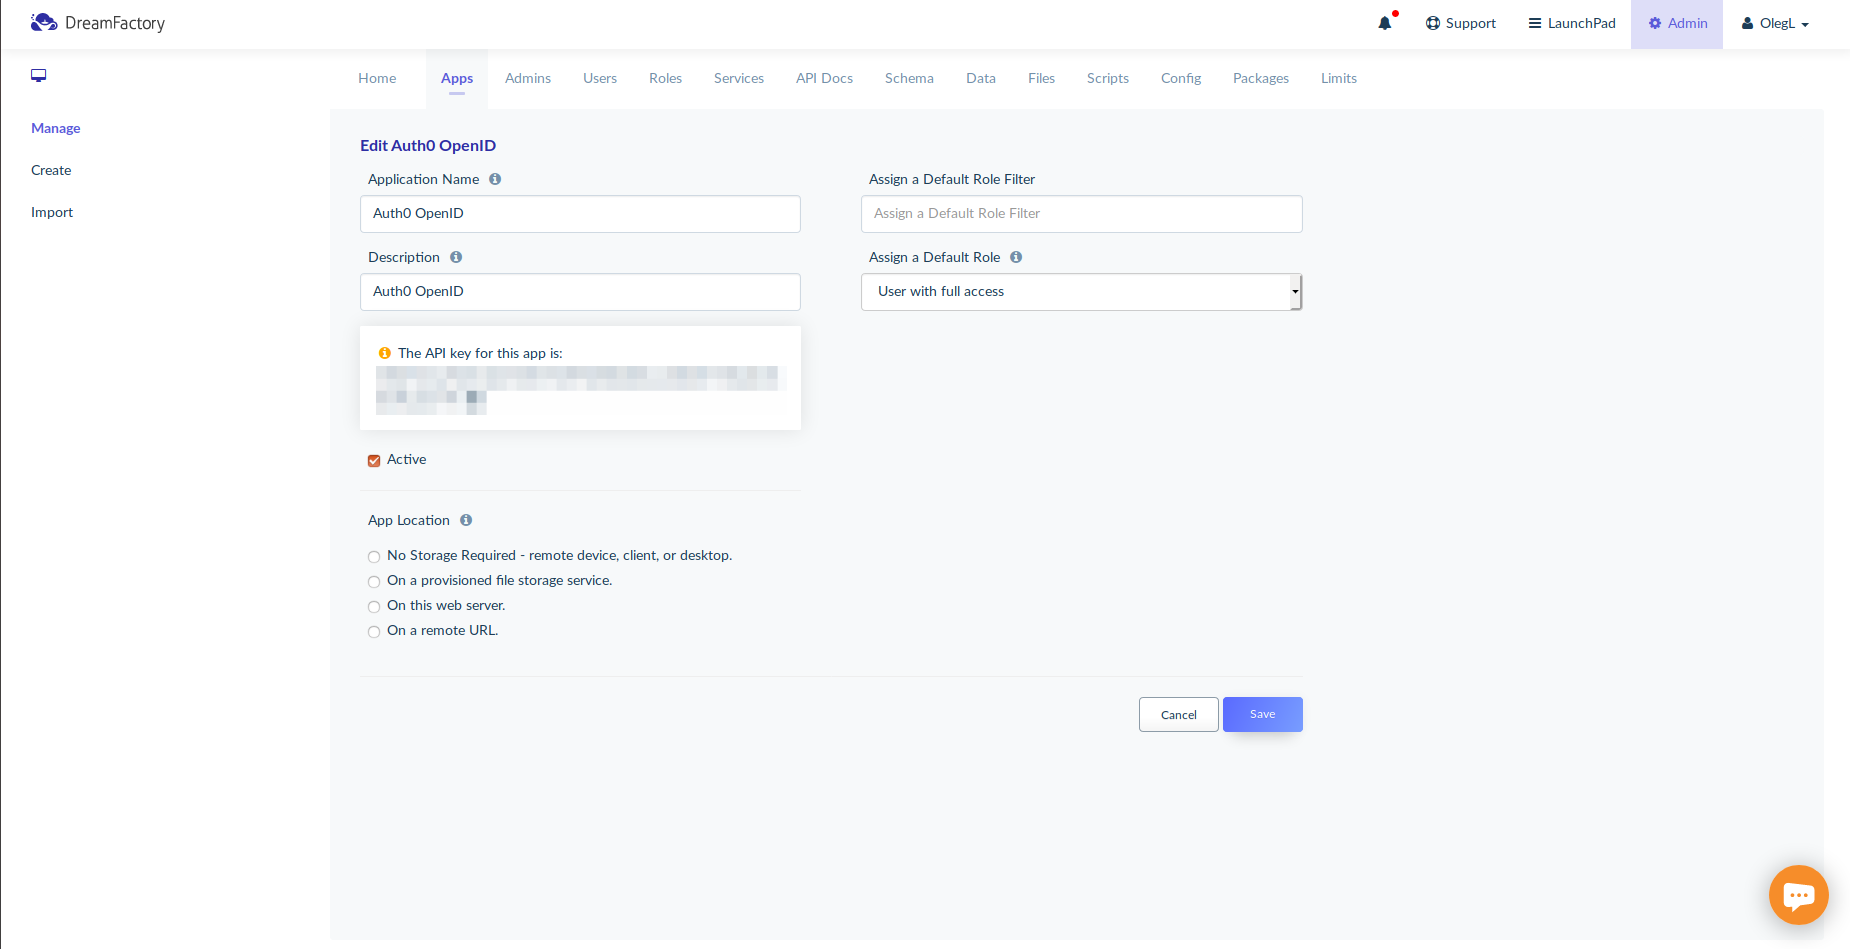 DreamFactory
Support
LaunchPad
Admin
OlegL
Home
Apps
Admins
Users
Roles
Services
API Docs
Schema
Data
Files
Scripts
Config
Packages
Limits
Manage
Create
Import
Edit Auth0 OpenID
Application Name
Auth0 OpenID
Assign a Default Role Filter
Assign a Default Role Filter
Description
Auth0 OpenID
Assign a Default Role
User with full access
The API key for this app is:
Active
App Location
No Storage Required - remote device, client, or desktop.
On a provisioned file storage service.
On this web server.
On a remote URL.
Cancel
Save